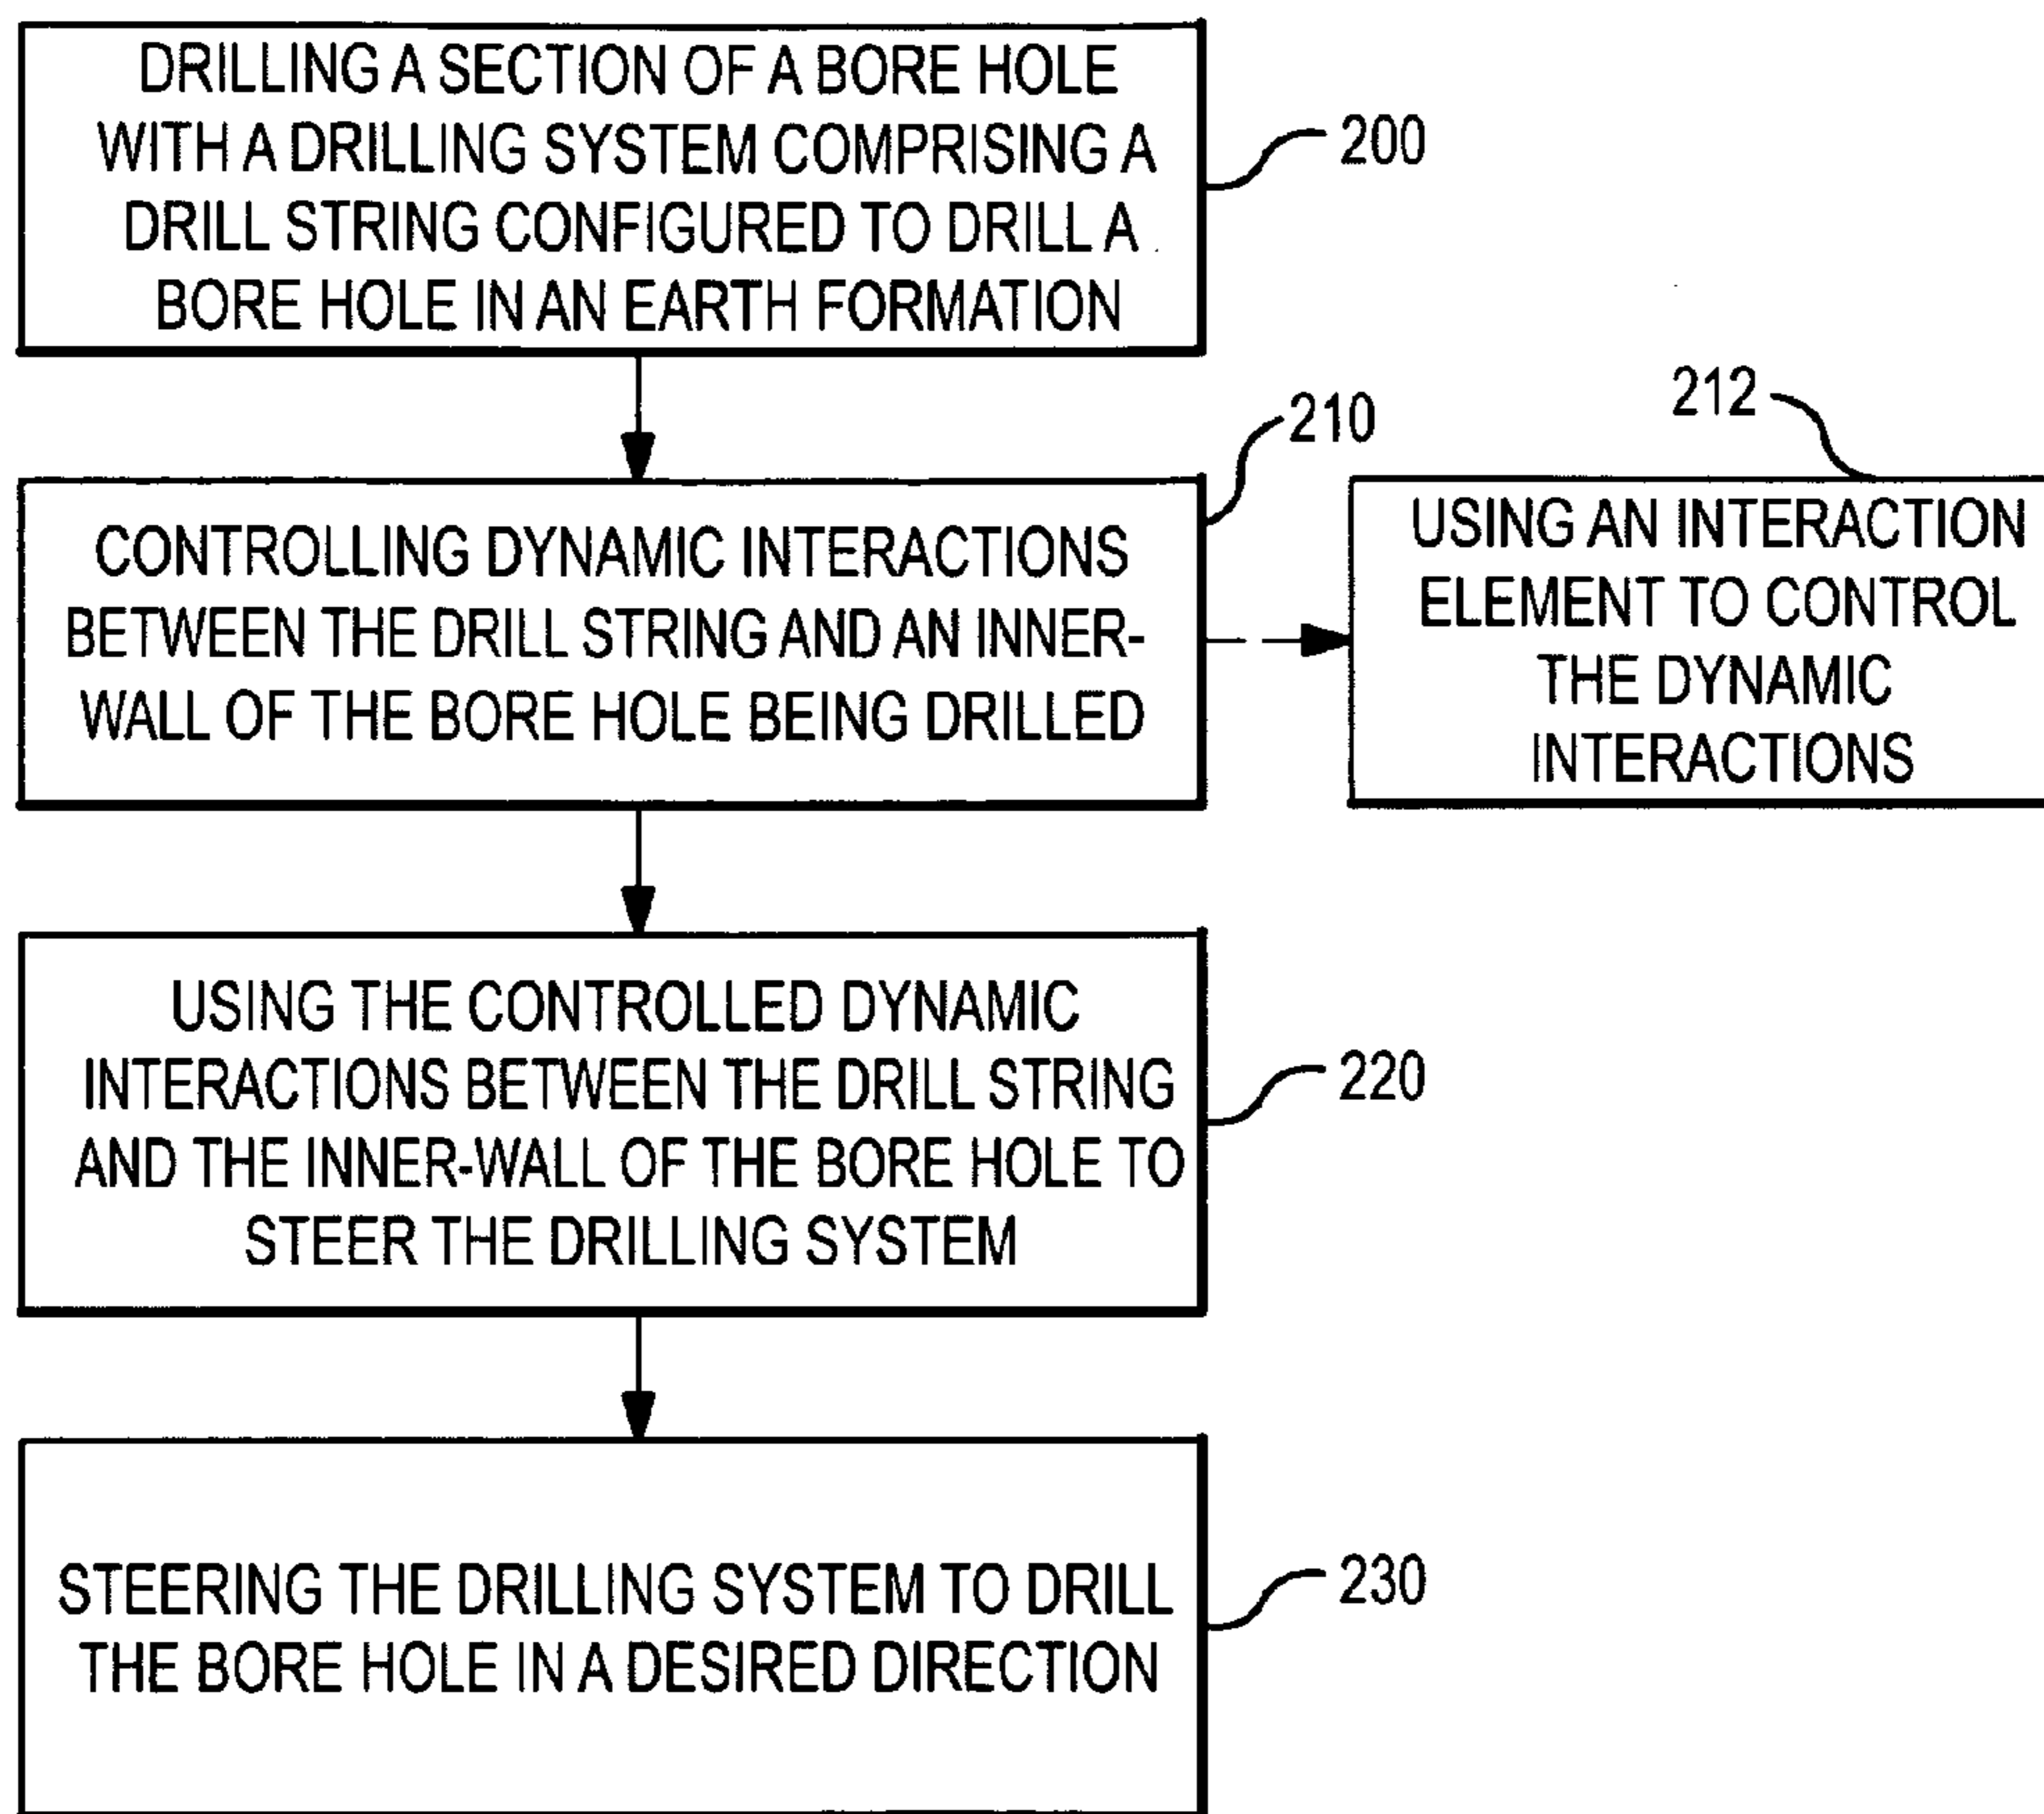 DRILLING A SECTION OF A BORE HOLE
WITH A DRILLING SYSTEM COMPRISING A
DRILL STRING CONFIGURED TO DRILL A
BORE HOLE IN AN EARTH FORMATION
200
210
212
CONTROLLING DYNAMIC INTERACTIONS
BETWEEN THE DRILL STRING AND AN INNER-
WALL OF THE BORE HOLE BEING DRILLED
USING AN INTERACTION
ELEMENT TO CONTROL
THE DYNAMIC
INTERACTIONS
USING THE CONTROLLED DYNAMIC
INTERACTIONS BETWEEN THE DRILL STRING
AND THE INNER-WALL OF THE BORE HOLE TO
STEER THE DRILLING SYSTEM
220
STEERING THE DRILLING SYSTEM TO DRILL
THE BORE HOLE IN A DESIRED DIRECTION
230